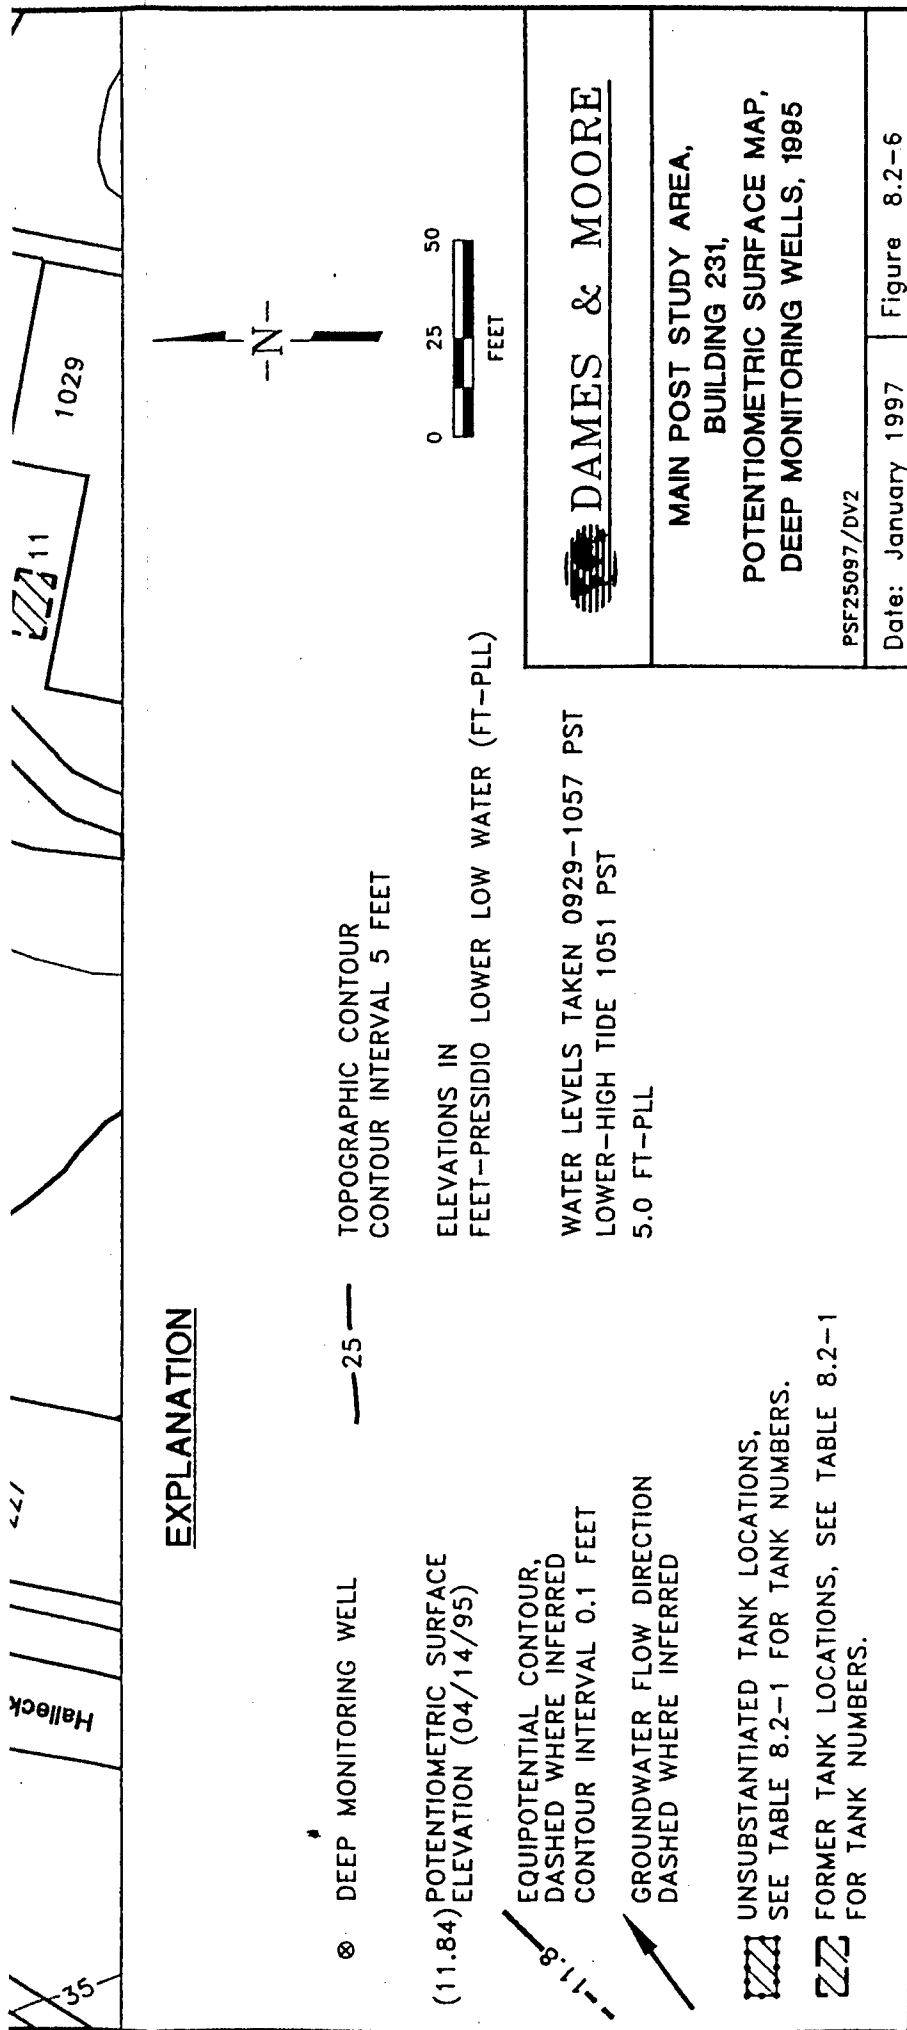 Halleck
35
11
1029
EXPLANATION
⊗ DEEP MONITORING WELL
(11.84) POTENTIOMETRIC SURFACE
ELEVATION (04/14/95)
11.8
EQUIPOTENTIAL CONTOUR,
DASHED WHERE INFERRED
CONTOUR INTERVAL 0.1 FEET
GROUNDWATER FLOW DIRECTION
DASHED WHERE INFERRED
UNSUBSTANTIATED TANK LOCATIONS,
SEE TABLE 8.2-1 FOR TANK NUMBERS.
FORMER TANK LOCATIONS, SEE TABLE 8.2-1
FOR TANK NUMBERS.
25
TOPOGRAPHIC CONTOUR
CONTOUR INTERVAL 5 FEET
ELEVATIONS IN
FEET-PRESIDIO LOWER LOW WATER (FT-PLL)
WATER LEVELS TAKEN 0929-1057 PST
LOWER-HIGH TIDE 1051 PST
5.0 FT-PLL
-N-
0 25 50
FEET
DAMES & MOORE
MAIN POST STUDY AREA,
BUILDING 231,
POTENTIOMETRIC SURFACE MAP,
DEEP MONITORING WELLS, 1995
PSF25097/DV2
Date: January 1997 Figure 8.2-6